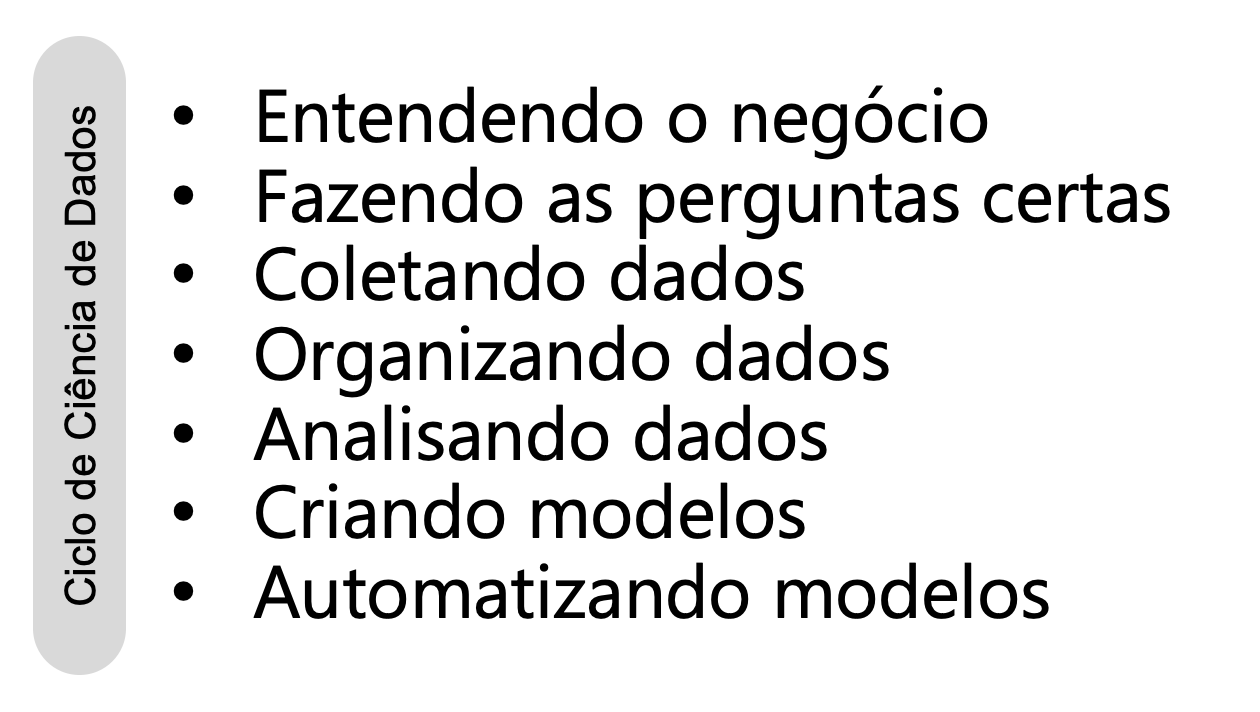 Ciclo de Ciência de Dados
• Entendendo o negócio
• Fazendo as perguntas certas
• Coletando dados
• Organizando dados
• Analisando dados
• Criando modelos
• Automatizando modelos